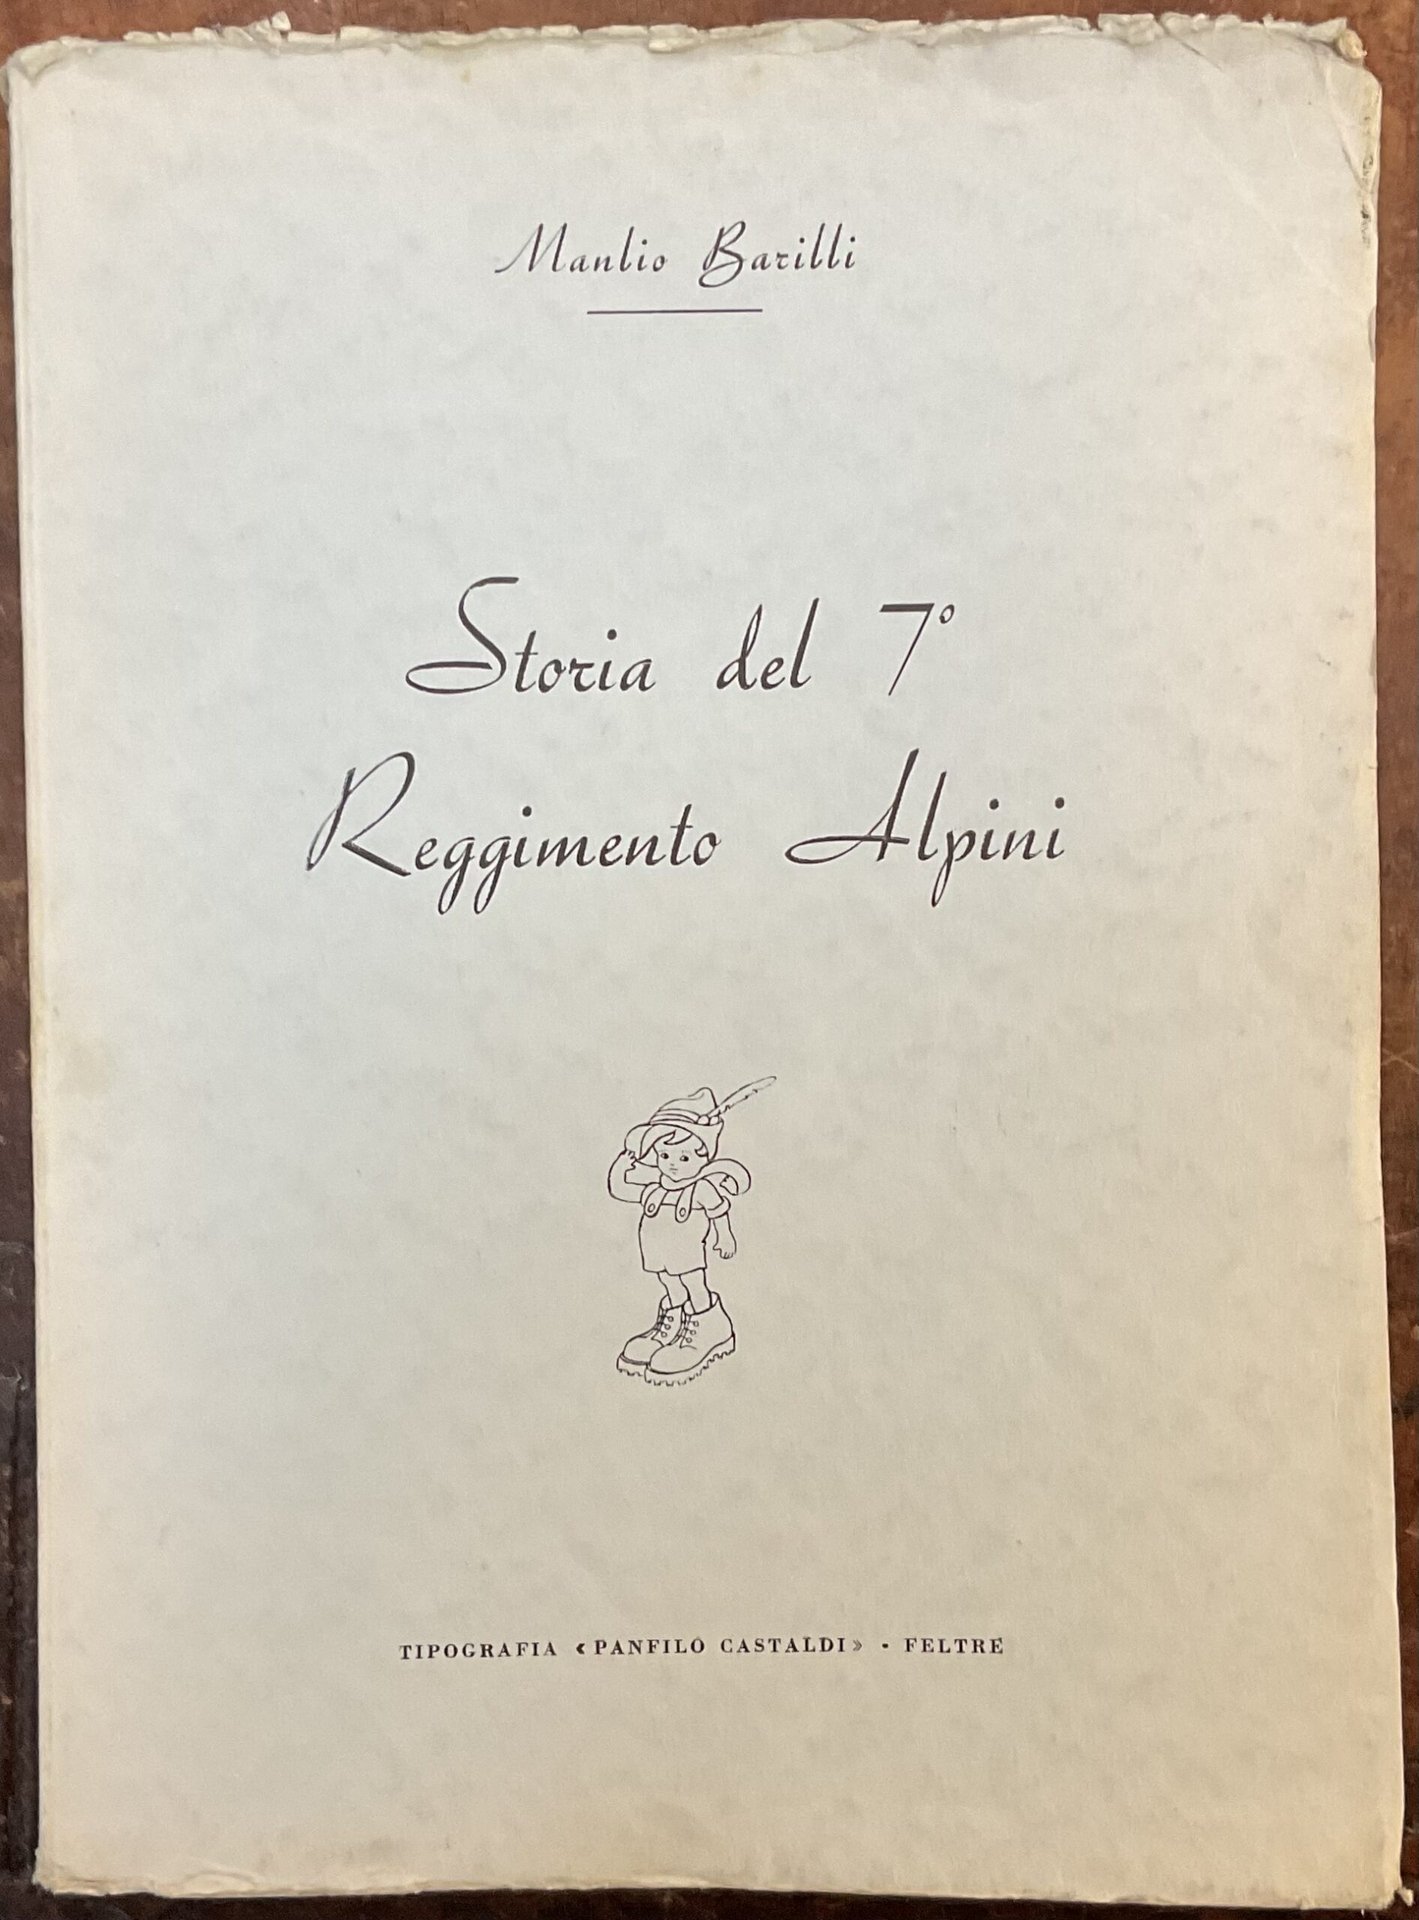 Manlio Barilli
Storia del 7°
Reggimento Alpini
TIPOGRAFIA «PANFILO CASTALDI» - FELTRE